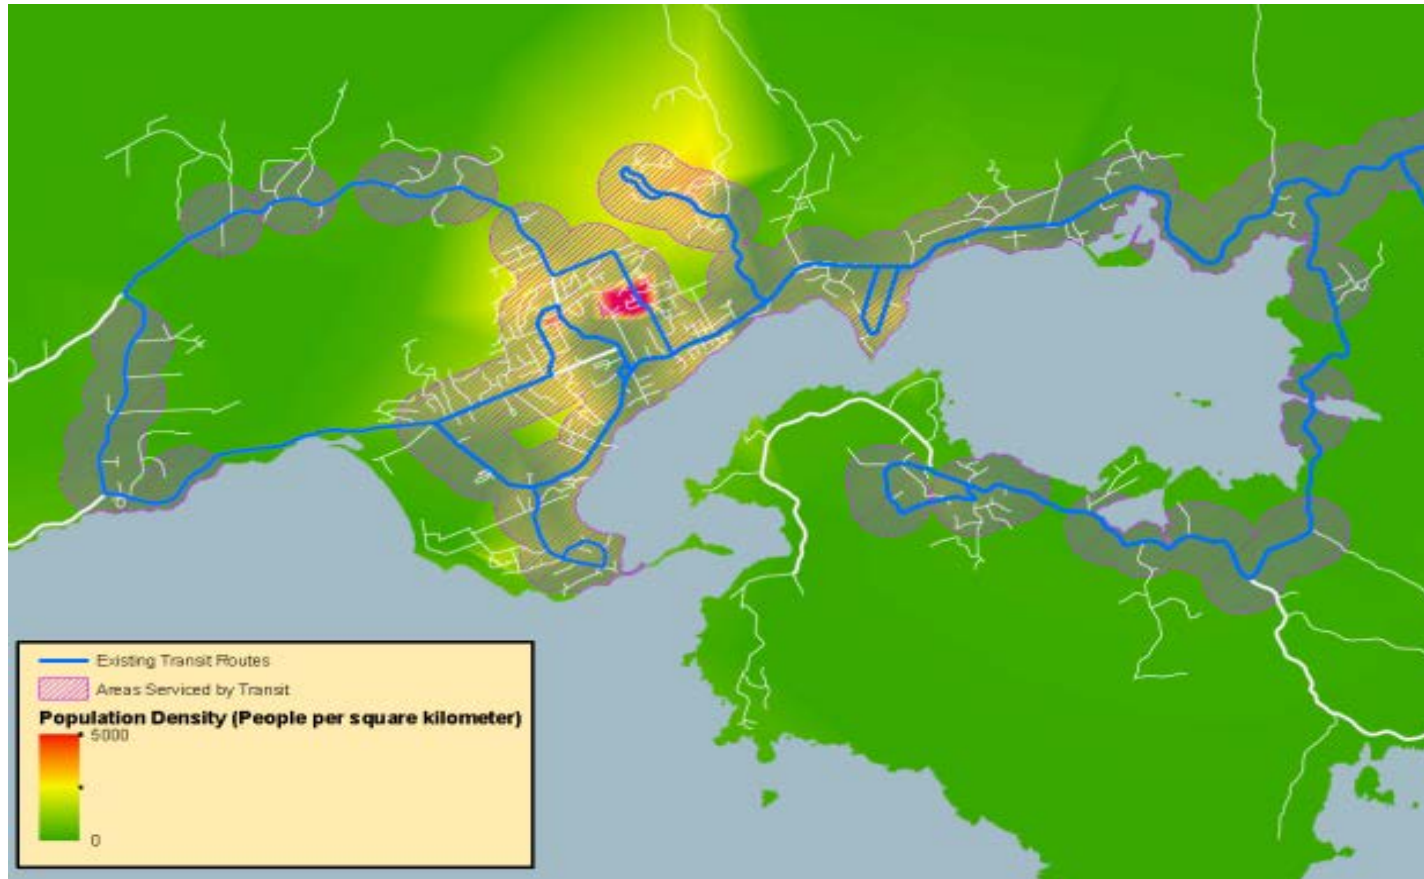 Existing Transit Routes
Areas Serviced by Transit
Population Density (People per square kilometer)
5000
0